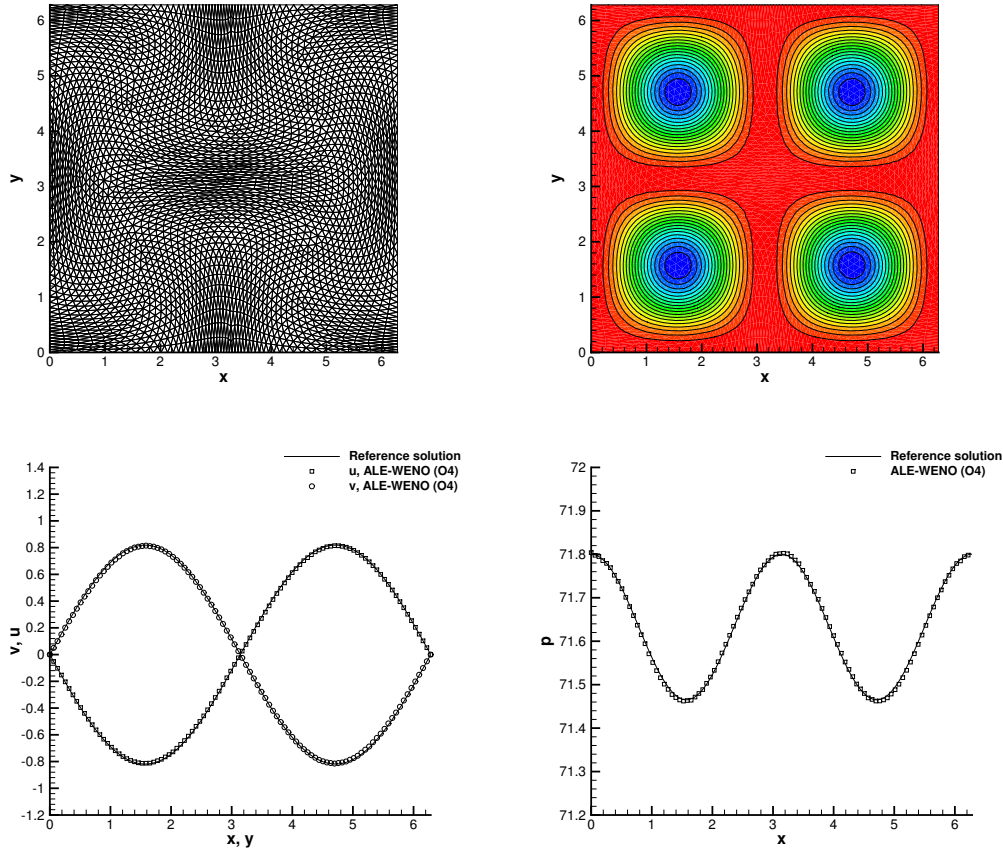 6
5
4
y
3
2
1
0
0 1 2 3 4 5 6
x
6
5
4
y
3
2
1
0
0 1 2 3 4 5 6
x
Reference solution
u, ALE-WENO (O4)
v, ALE-WENO (O4)
1.4
1.2
1
0.8
0.6
0.4
0.2
v, u
0
-0.2
-0.4
-0.6
-0.8
-1
-1.2
0 1 2 3 4 5 6
x, y
Reference solution
ALE-WENO (O4)
72
71.9
71.8
71.7
p
71.6
71.5
71.4
71.3
71.2
0 1 2 3 4 5 6
x